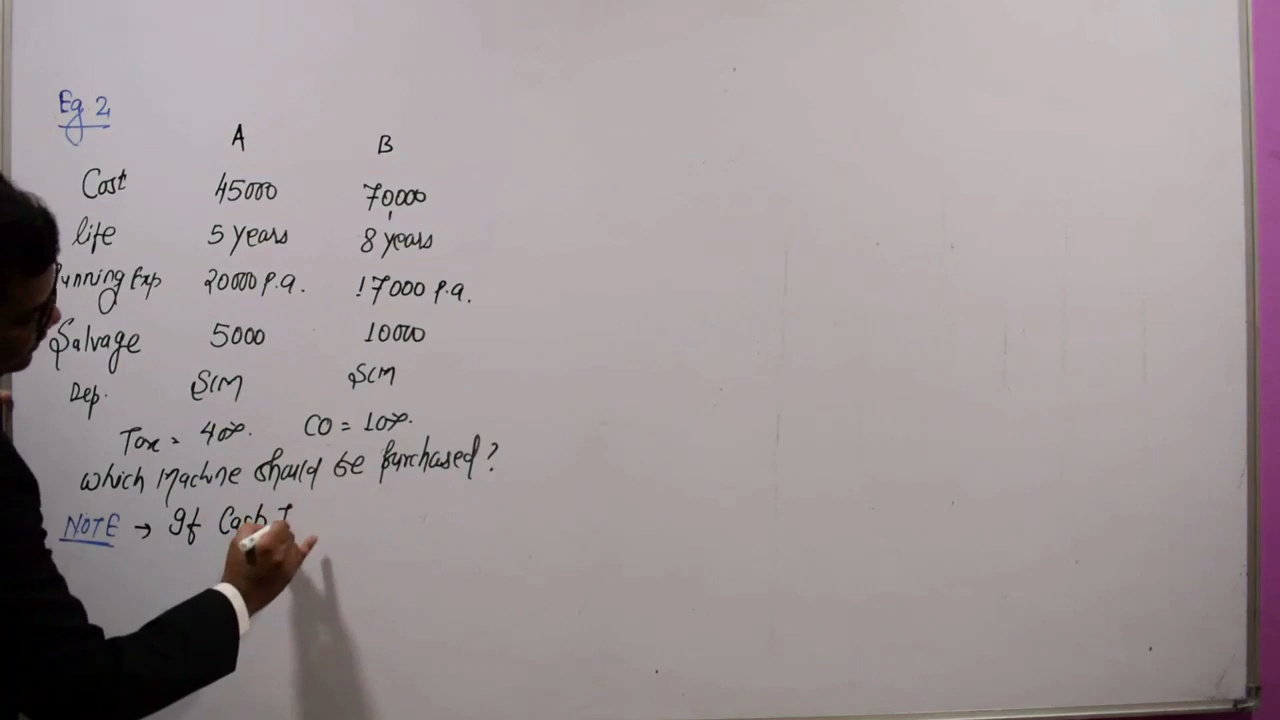 Eg. 2
A B
Cost 45000 70000
life 5 years 8 years
Running Exp 20000 P.a. 17000 P.a.
Salvage 5000 10000
Dep. SLM SLM
Tax = 40%. CO = 10%.
Which Machine should be purchased?
NOTE → If Cash I